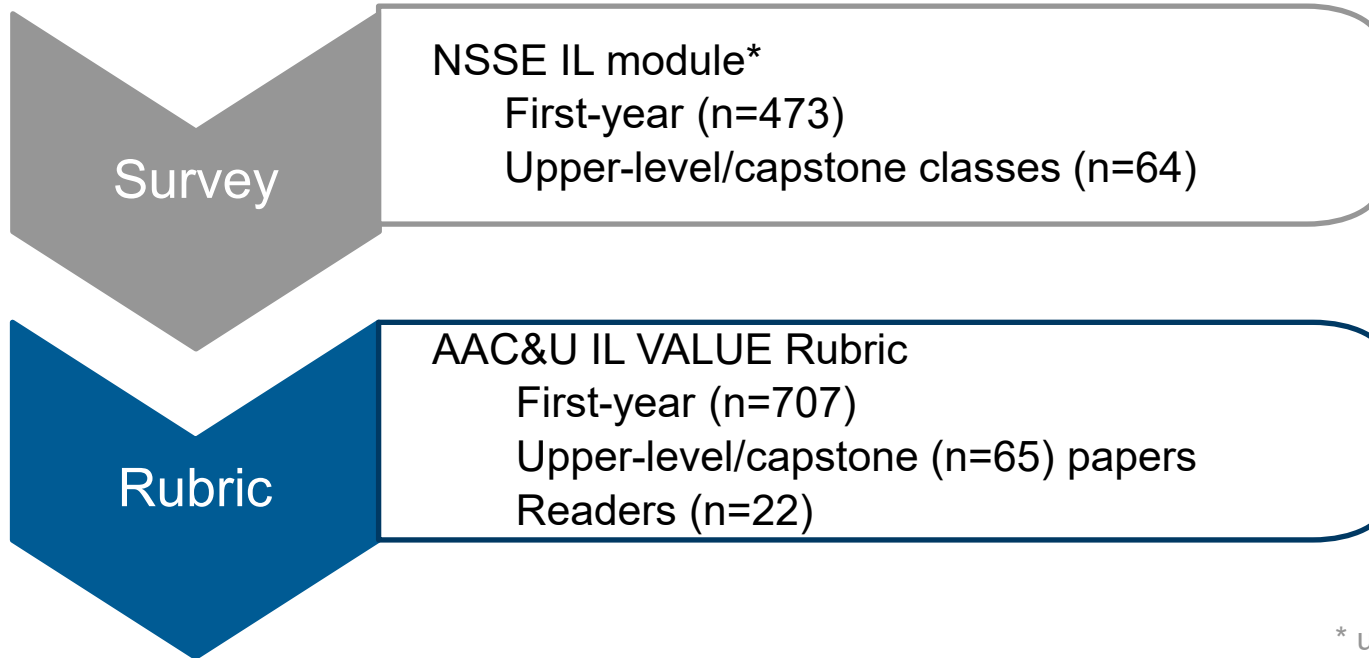 Survey
NSSE IL module*
First-year (n=473)
Upper-level/capstone classes (n=64)
Rubric
AAC&U IL VALUE Rubric
First-year (n=707)
Upper-level/capstone (n=65) papers
Readers (n=22)
*